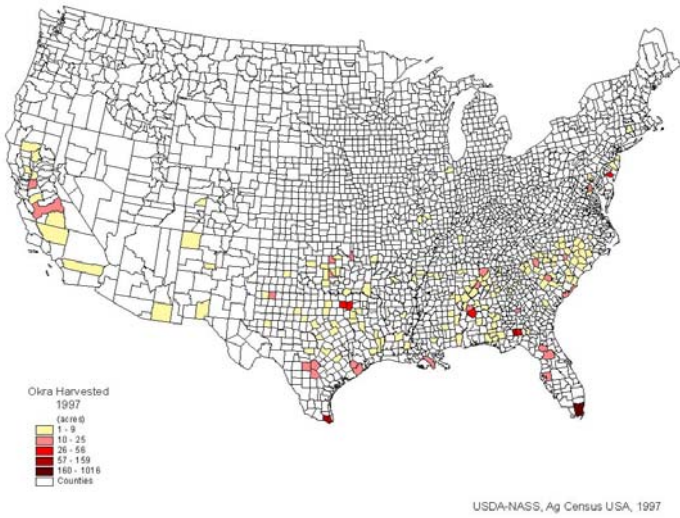 Okra Harvested
1997
(acres)
1 - 9
10 - 25
26 - 56
57 - 159
160 - 1016
Counties
USDA-NASS, Ag Census USA, 1997